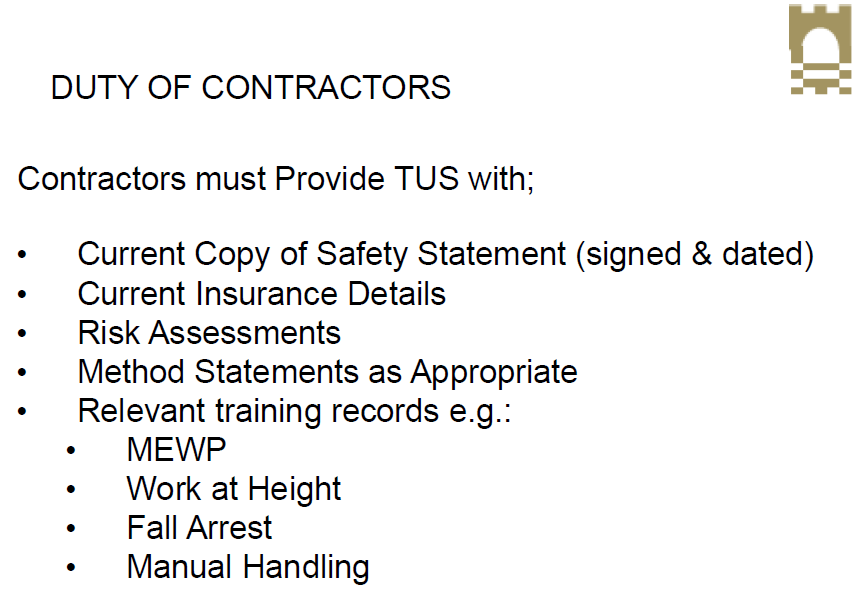 DUTY OF CONTRACTORS
Contractors must Provide TUS with;
• Current Copy of Safety Statement (signed & dated)
• Current Insurance Details
• Risk Assessments
• Method Statements as Appropriate
• Relevant training records e.g.:
• MEWP
• Work at Height
• Fall Arrest
• Manual Handling